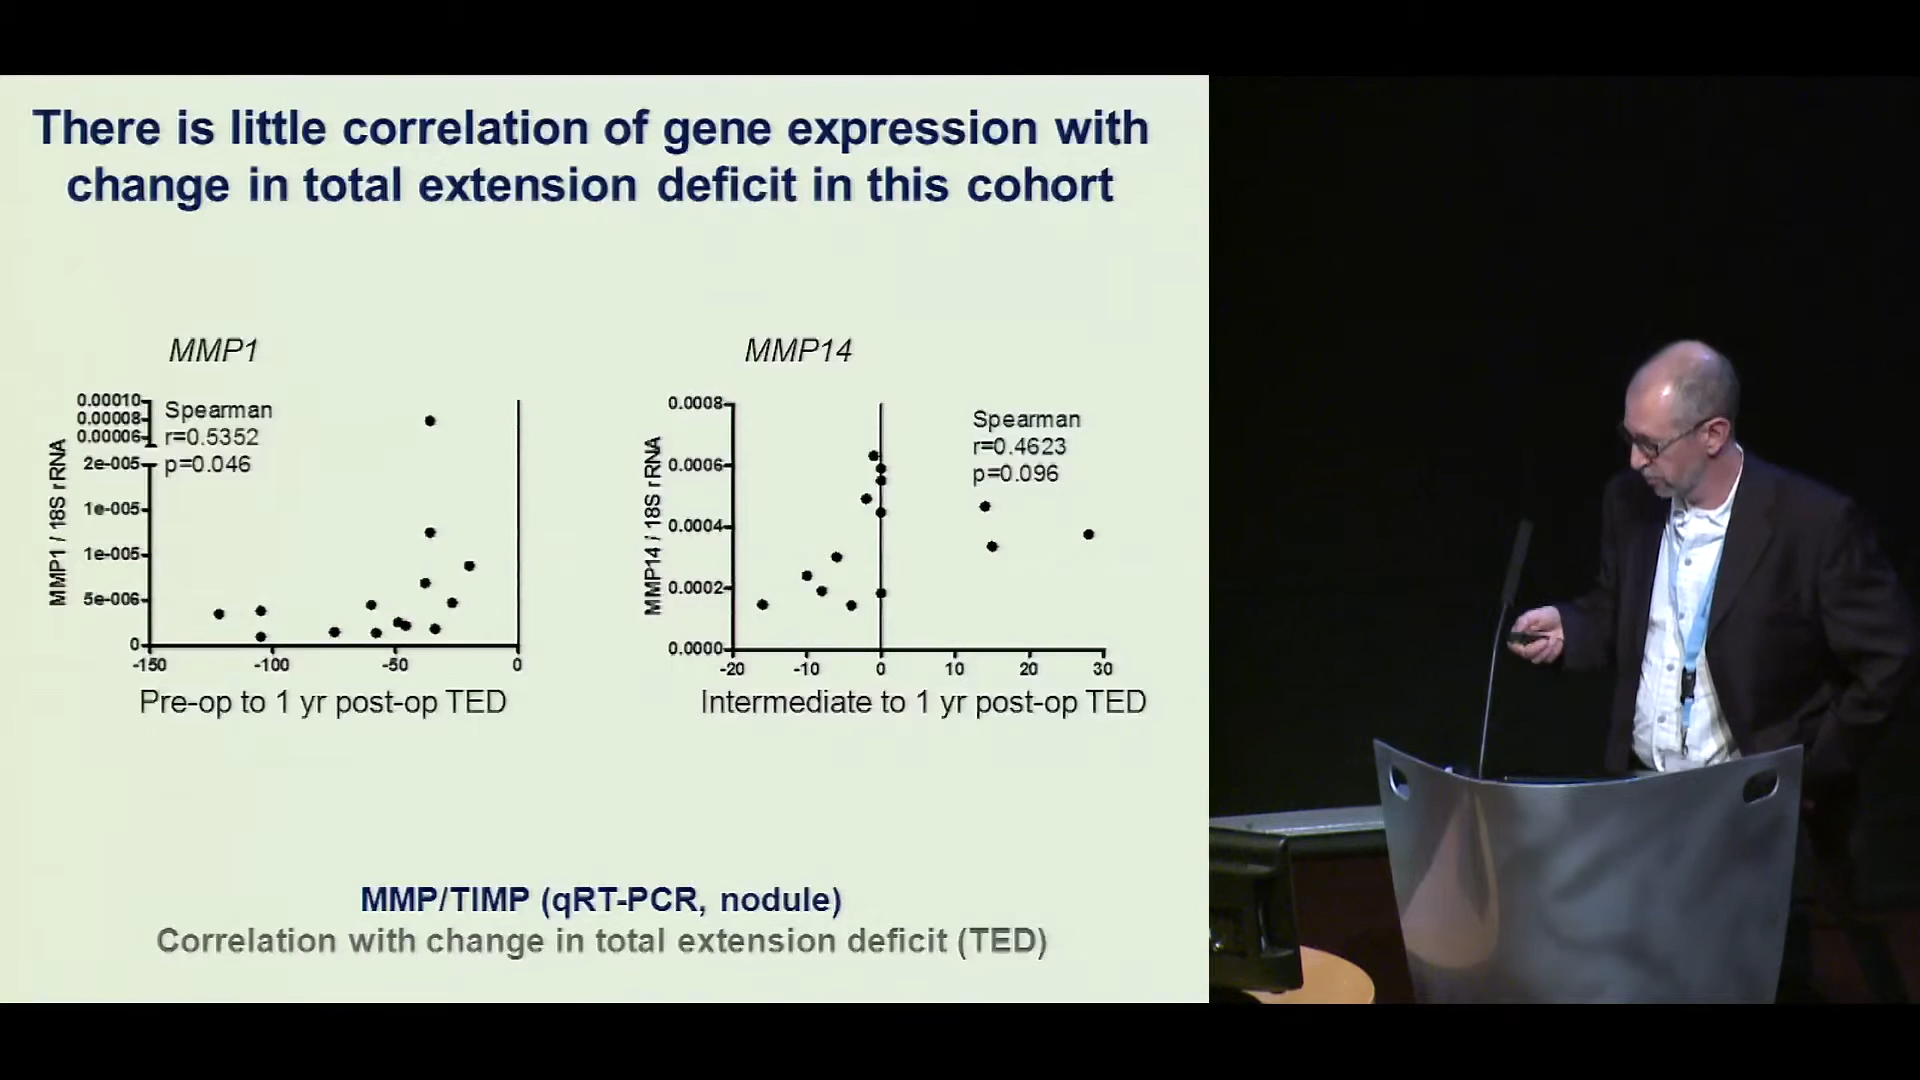 There is little correlation of gene expression with
change in total extension deficit in this cohort
MMP1
MMP1 / 18S rRNA
0.00010
0.00008
0.00006
2e-005
1e-005
1e-005
5e-006
0
Spearman
r=0.5352
p=0.046
-150
-100
-50
0
Pre-op to 1 yr post-op TED
MMP14
MMP14 / 18S rRNA
0.0008
0.0006
0.0004
0.0002
0.0000
Spearman
r=0.4623
p=0.096
-20
-10
0
10
20
30
Intermediate to 1 yr post-op TED
MMP/TIMP (qRT-PCR, nodule)
Correlation with change in total extension deficit (TED)